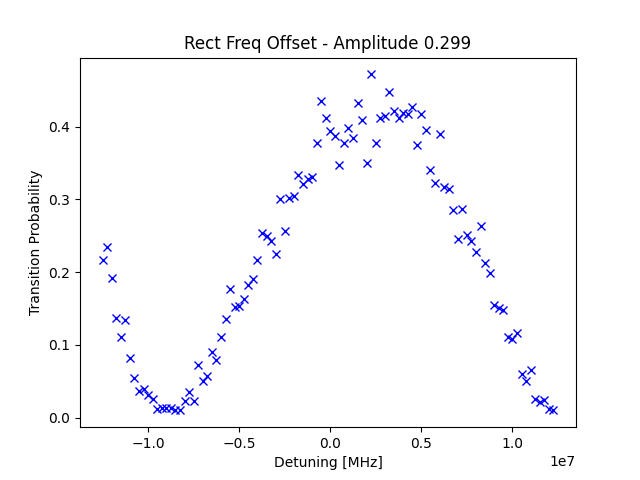 Rect Freq Offset - Amplitude 0.299
Transition Probability
0.4
0.3
0.2
0.1
0.0
−1.0 −0.5 0.0 0.5 1.0
1e7
Detuning [MHz]